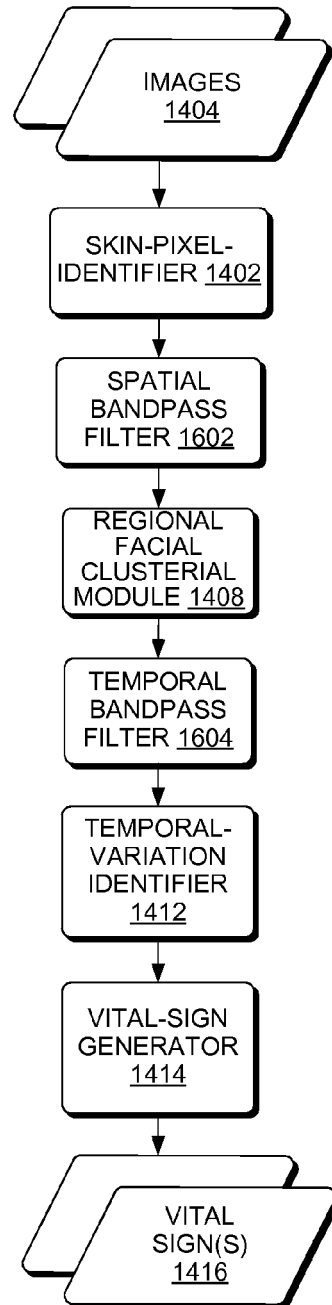 IMAGES
1404
SKIN-PIXEL-
IDENTIFIER 1402
SPATIAL
BANDPASS
FILTER 1602
REGIONAL
FACIAL
CLUSTERIAL
MODULE 1408
TEMPORAL
BANDPASS
FILTER 1604
TEMPORAL-
VARIATION
IDENTIFIER
1412
VITAL-SIGN
GENERATOR
1414
VITAL
SIGN(S)
1416